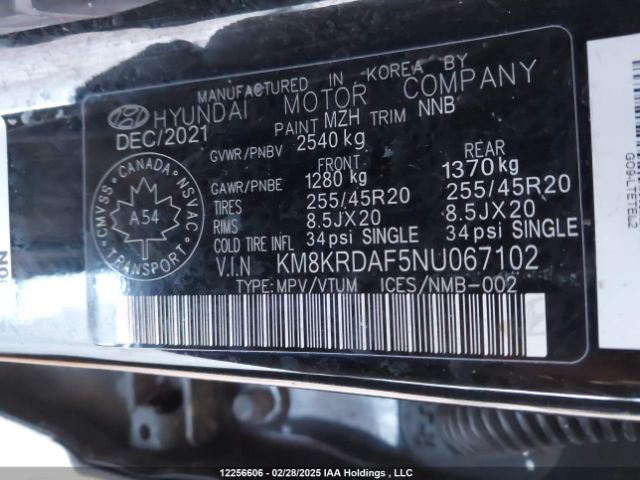 MANUFACTURED IN KOREA BY
HYUNDAI MOTOR COMPANY
DEC/2021 PAINT MZH TRIM NNB
GVWR/PNBV 2540 kg
FRONT REAR
GAWR/PNBE 1280 kg 1370 kg
TIRES 255/45R20 255/45R20
RIMS 8.5JX20 8.5JX20
COLD TIRE INFL 34psi SINGLE 34psi SINGLE
V.I.N KM8KRDAF5NU067102
TYPE:MPV/VTUM ICES/NMB-002
CMVSS • CANADA • NSVAC
A 54
TRANSPORT
12256606 - 02/28/2025 IAA Holdings , LLC